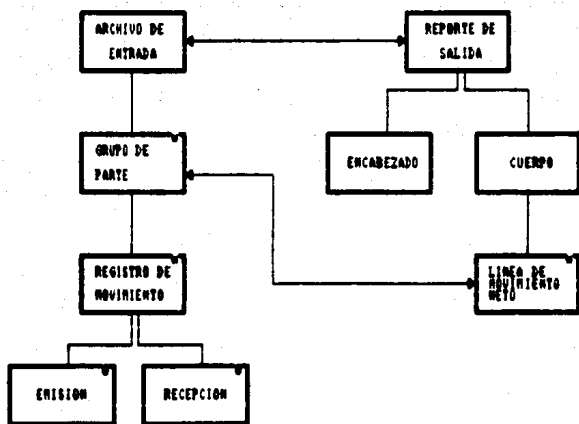 ARCHIVO DE
ENTRADA
REPORTE DE
SALIDA
GRUPO DE
PARTE
ENCABEZADO
CUERPO
REGISTRO DE
MOVIMIENTO
LINEA DE
MOVIMIENTO
NETO
EMISION
RECEPCION